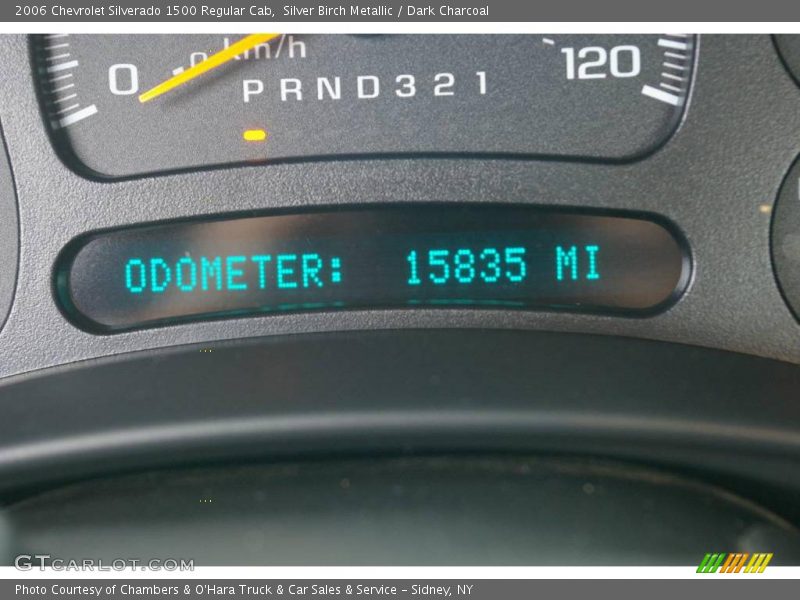 2006 Chevrolet Silverado 1500 Regular Cab,  Silver Birch Metallic / Dark Charcoal
0 km/h
0 120
PRND321
ODOMETER: 15835 MI
GTCARLOT.COM
Photo Courtesy of Chambers & O'Hara Truck & Car Sales & Service - Sidney, NY